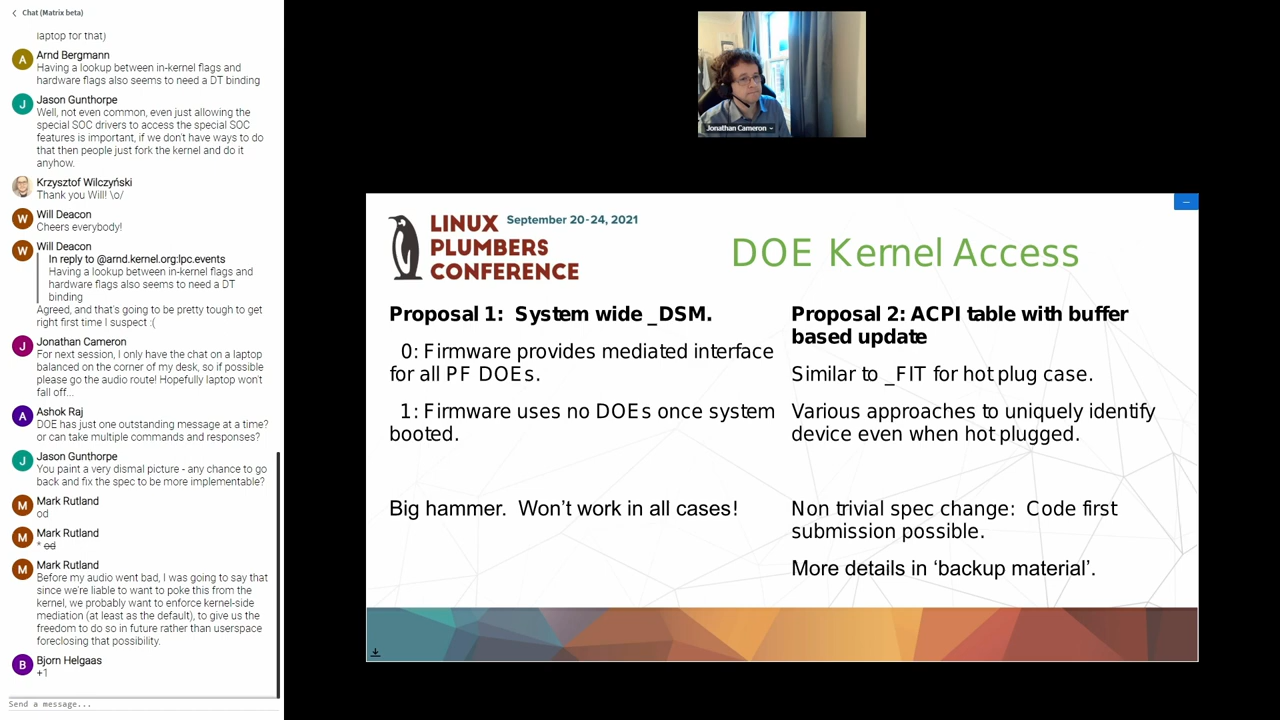 Chat (Matrix beta)
laptop for that)
A
Arnd Bergmann
Having a lookup between in-kernel flags and
hardware flags also seems to need a DT binding
J
Jason Gunthorpe
Well, not even common, even just allowing the
special SOC drivers to access the special SOC
features is important, if we don't have ways to do
that then people just fork the kernel and do it
anyhow.
Krzysztof Wilczyński
Thank you Will! \o/
W
Will Deacon
Cheers everybody!
W
Will Deacon
In reply to @arnd.kernel.org:lpc.events
Having a lookup between in-kernel flags and
hardware flags also seems to need a DT
binding
Agreed, and that's going to be pretty tough to get
right first time I suspect :(
J
Jonathan Cameron
For next session, I only have the chat on a laptop
balanced on the corner of my desk, so if possible
please go the audio route! Hopefully laptop won't
fall off...
A
Ashok Raj
DOE has just one outstanding message at a time?
or can take multiple commands and responses?
J
Jason Gunthorpe
You paint a very dismal picture - any chance to go
back and fix the spec to be more implementable?
M
Mark Rutland
od
M
Mark Rutland
* od
M
Mark Rutland
Before my audio went bad, I was going to say that
since we're liable to want to poke this from the
kernel, we probably want to enforce kernel-side
mediation (at least as the default), to give us the
freedom to do so in future rather than userspace
foreclosing that possibility.
B
Bjorn Helgaas
+1
Send a message...
Jonathan Cameron
LINUX
PLUMBERS
CONFERENCE
September 20-24, 2021
DOE Kernel Access
Proposal 1: System wide _DSM.
0: Firmware provides mediated interface
for all PF DOEs.
1: Firmware uses no DOEs once system
booted.
Big hammer. Won't work in all cases!
Proposal 2: ACPI table with buffer
based update
Similar to _FIT for hot plug case.
Various approaches to uniquely identify
device even when hot plugged.
Non trivial spec change: Code first
submission possible.
More details in ‘backup material’.